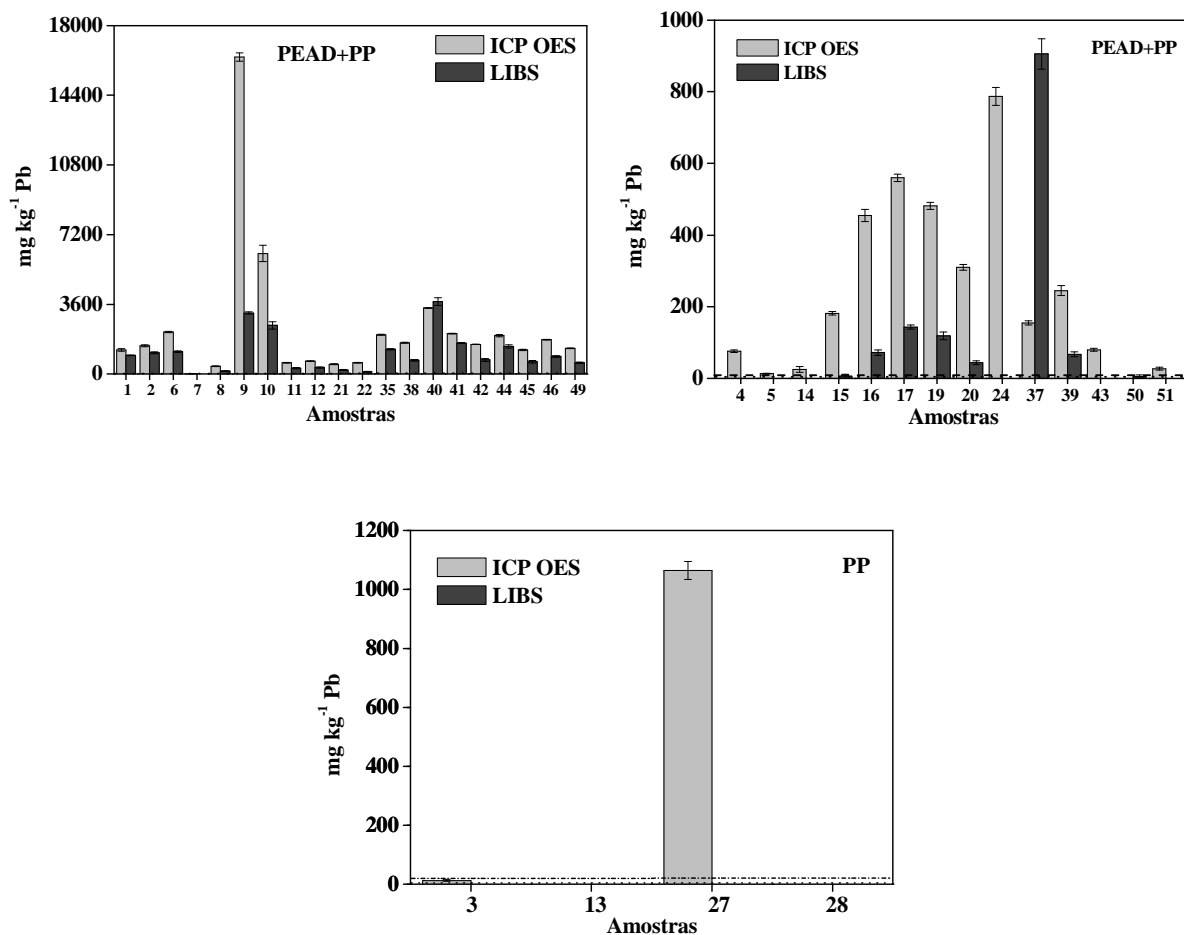 18000
14400
10800
7200
3600
0
mg kg-1 Pb
PEAD+PP
ICP OES
LIBS
1 2 6 7 8 9 10 11 12 21 22 35 38 40 41 42 44 45 46 49
Amostras
1000
800
600
400
200
0
mg kg-1 Pb
ICP OES
LIBS
PEAD+PP
4 5 14 15 16 17 19 20 24 37 39 43 50 51
Amostras
1200
1000
800
600
400
200
0
mg kg-1 Pb
ICP OES
LIBS
PP
3 13 27 28
Amostras